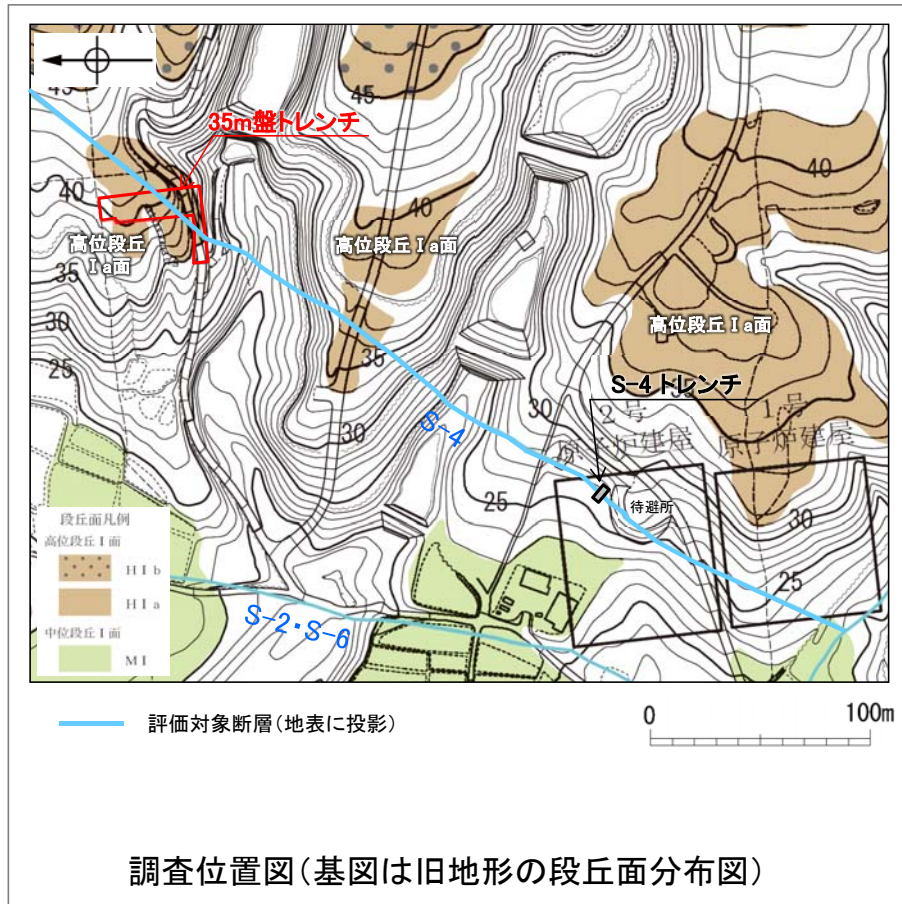 45
45
35m盤トレンチ
40
40
40
高位段丘
Ⅰa面
高位段丘Ⅰa面
35
高位段丘Ⅰa面
30
35
S-4トレンチ
25
35
30
2号
1号
S-4
30
原子炉建屋
原子炉建屋
25
待避所
30
25
段丘面凡例
高位段丘Ⅰ面
HⅠb
HⅠa
中位段丘Ⅰ面
MⅠ
S-2・S-6
評価対象断層(地表に投影)
0 100m
調査位置図(基図は旧地形の段丘面分布図)